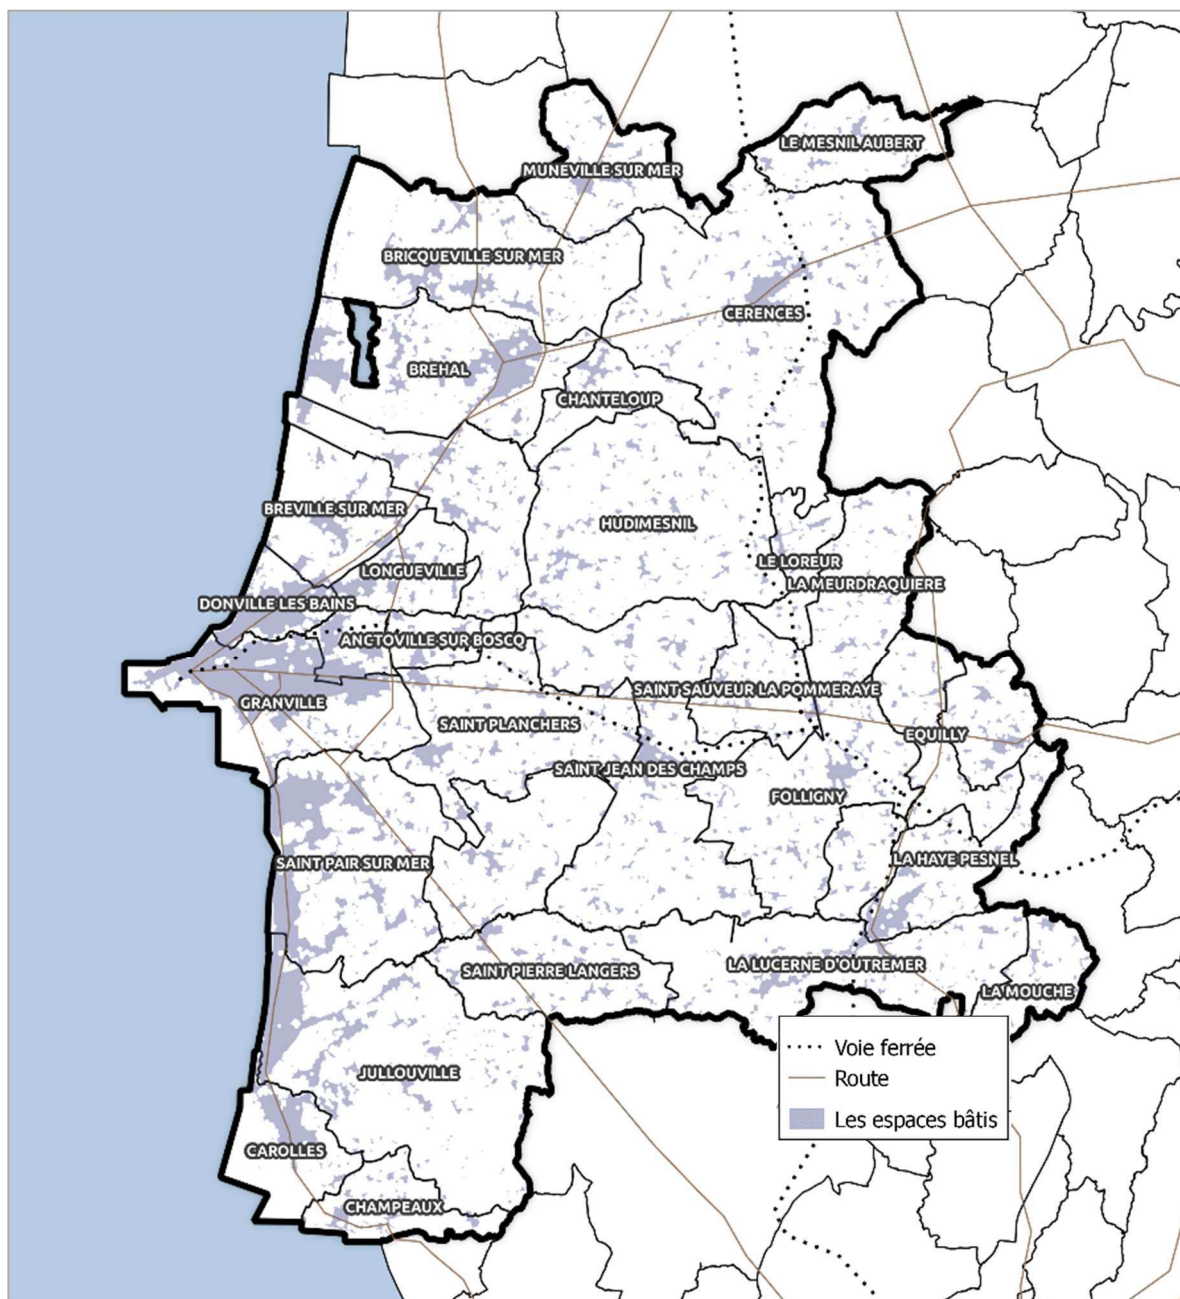 LE MESNIL AUBERT
MUNEVILLE SUR MER
BRICQUEVILLE SUR MER
CERENCES
BREHAL
CHANTELOUP
BREVILLE SUR MER
HUDIMESNIL
LE LOREUR
LONGUEVILLE
LA MEURDRAQUIERE
DONVILLE LES BAINS
ANCTOVILLE SUR BOSCQ
SAINT SAUVEUR LA POMMERAYE
GRANVILLE
SAINT PLANCHERS
EQUILLY
SAINT JEAN DES CHAMPS
FOLLIGNY
SAINT PAIR SUR MER
LA HAYE PESNEL
SAINT PIERRE LANGERS
LA LUCERNE D'OUTREMER
LA MOUCHE
JULLOUVILLE
CAROLLES
CHAMPEAUX
Voie ferrée
Route
Les espaces bâtis